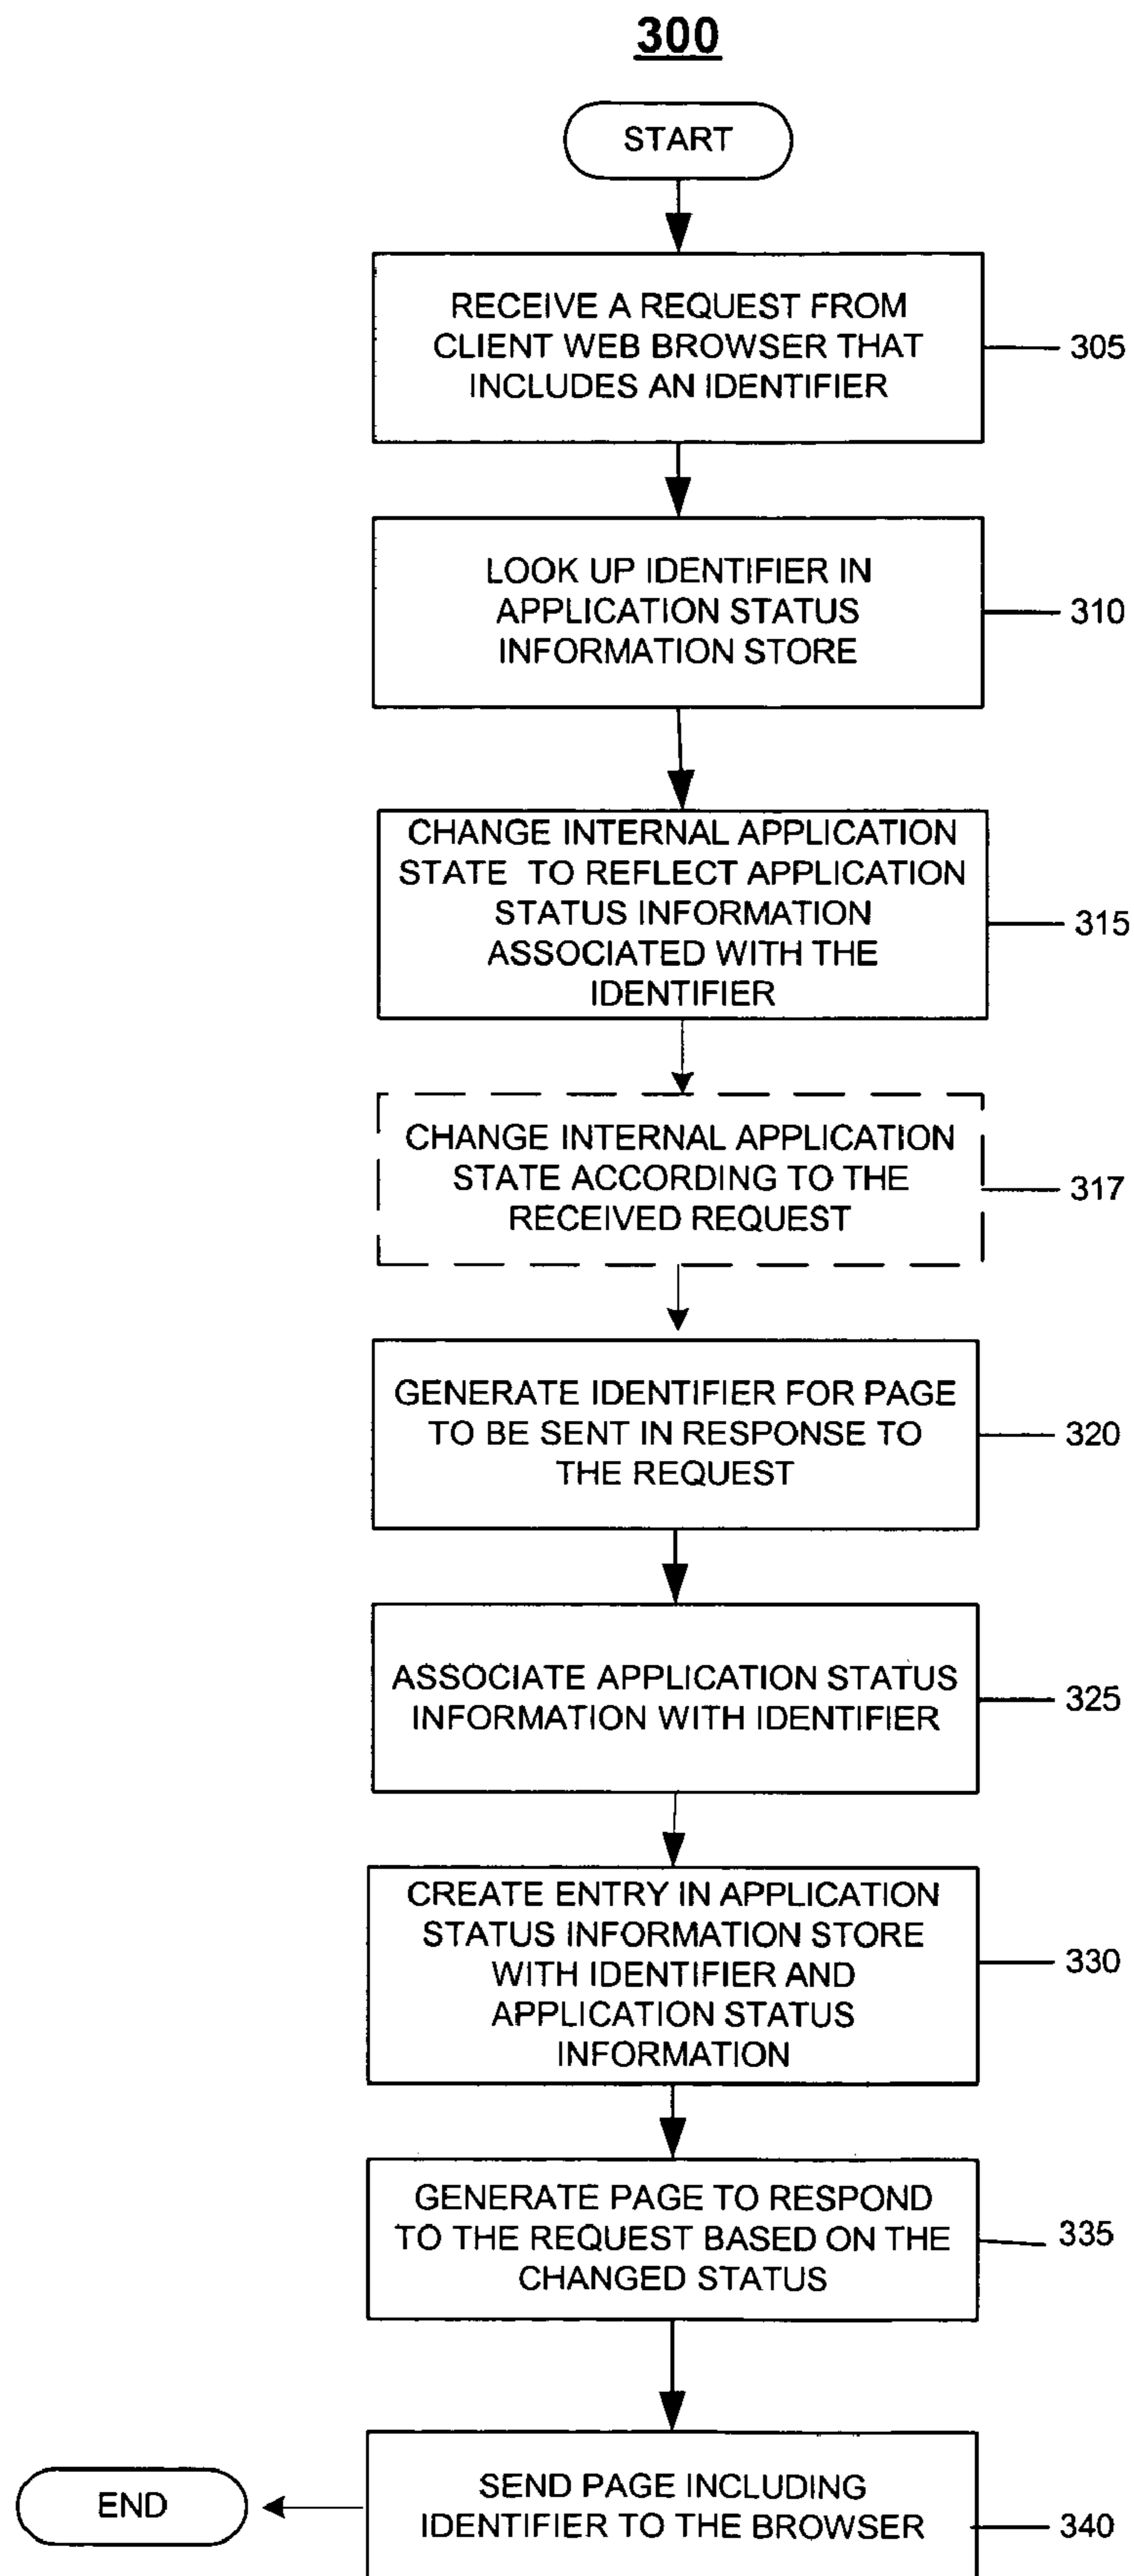 300
START
RECEIVE A REQUEST FROM
CLIENT WEB BROWSER THAT
INCLUDES AN IDENTIFIER
305
LOOK UP IDENTIFIER IN
APPLICATION STATUS
INFORMATION STORE
310
CHANGE INTERNAL APPLICATION
STATE TO REFLECT APPLICATION
STATUS INFORMATION
ASSOCIATED WITH THE
IDENTIFIER
315
CHANGE INTERNAL APPLICATION
STATE ACCORDING TO THE
RECEIVED REQUEST
317
GENERATE IDENTIFIER FOR PAGE
TO BE SENT IN RESPONSE TO
THE REQUEST
320
ASSOCIATE APPLICATION STATUS
INFORMATION WITH IDENTIFIER
325
CREATE ENTRY IN APPLICATION
STATUS INFORMATION STORE
WITH IDENTIFIER AND
APPLICATION STATUS
INFORMATION
330
GENERATE PAGE TO RESPOND
TO THE REQUEST BASED ON THE
CHANGED STATUS
335
SEND PAGE INCLUDING
IDENTIFIER TO THE BROWSER
340
END